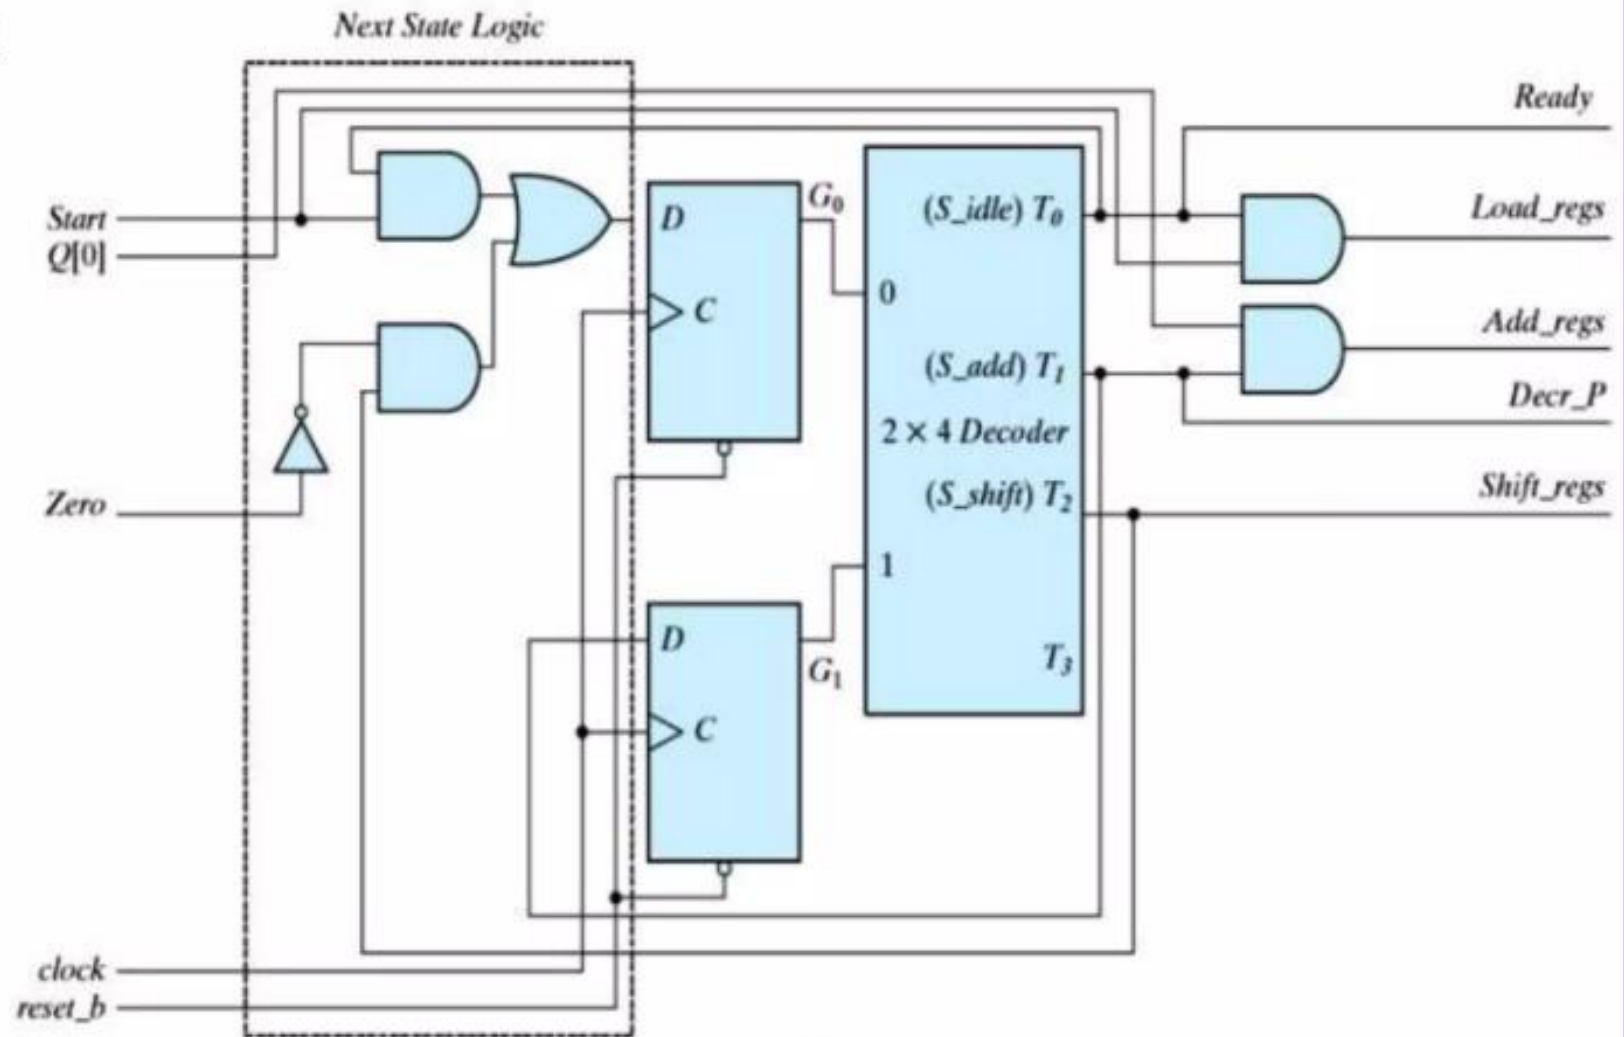 Next State Logic
Ready
Start
Q[0]
D
G₀
(S_idle) T₀
Load_regs
0
C
Add_regs
(S_add) T₁
Decr_P
2 × 4 Decoder
Zero
(S_shift) T₂
Shift_regs
1
D
G₁
T₃
C
clock
reset_b